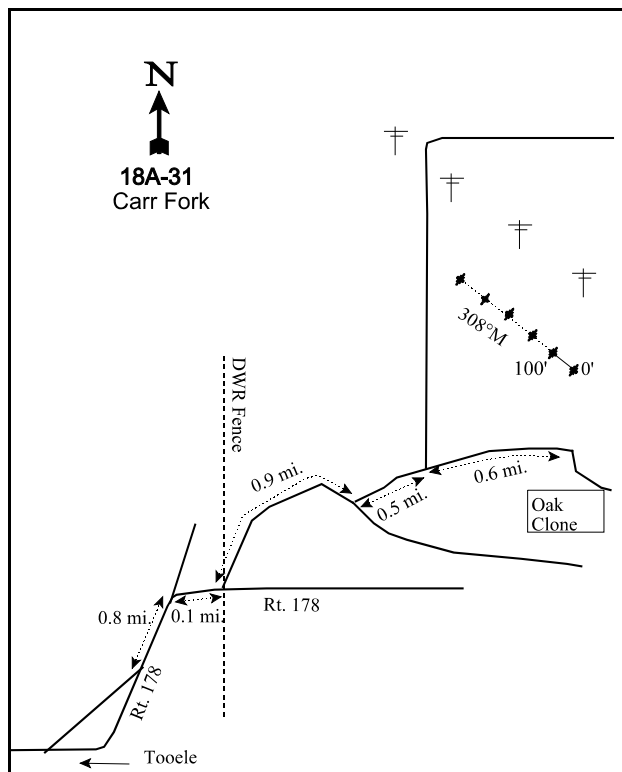 N
18A-31
Carr Fork
308°M
100'
0'
DWR Fence
0.9 mi.
0.5 mi.
0.6 mi.
Oak
Clone
0.8 mi.
0.1 mi.
Rt. 178
Rt. 178
Tooele